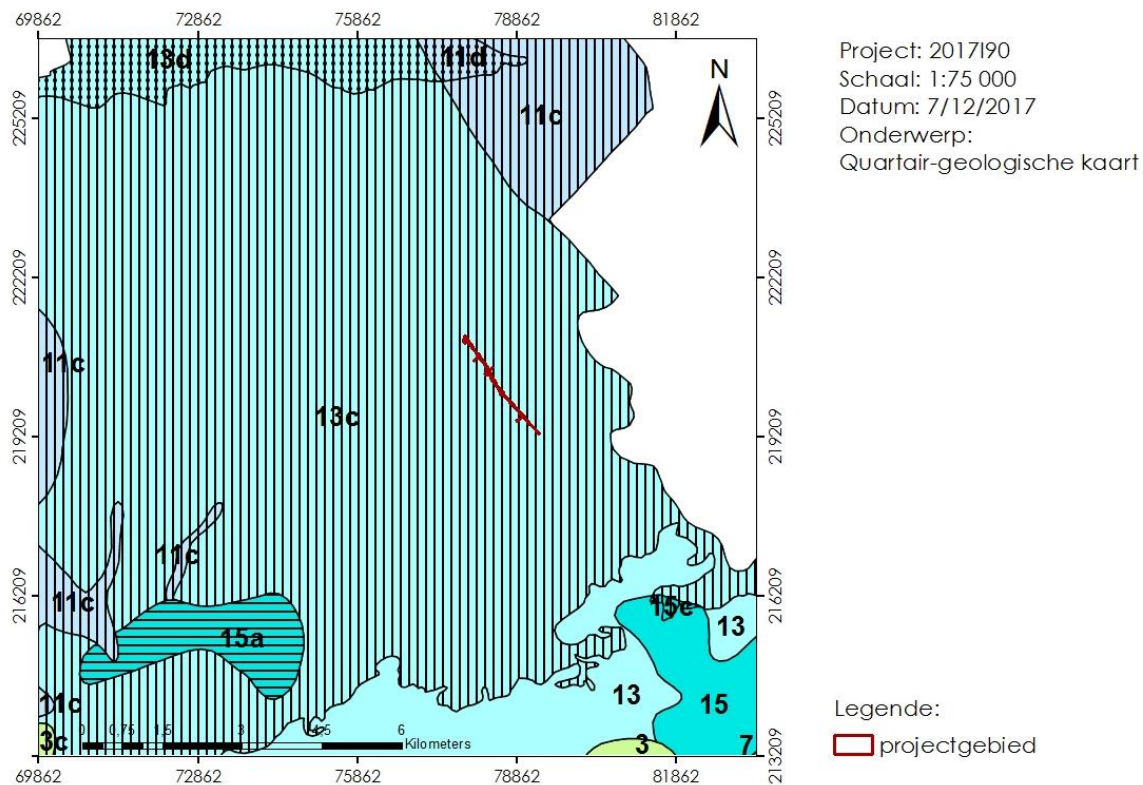 69862 72862 75862 78862 81862
13d
11d
11c
225209 225209
222209 222209
11c
13c
219209 219209
11c
11c
216209 216209
15e
13
15a
13
15
11c
0 0,75 1,5 3 4,5 6
Kilometers
3c
3
7
213209 213209
69862 72862 75862 78862 81862
N
Project: 2017I90
Schaal: 1:75 000
Datum: 7/12/2017
Onderwerp:
Quartair-geologische kaart
Legende:
projectgebied